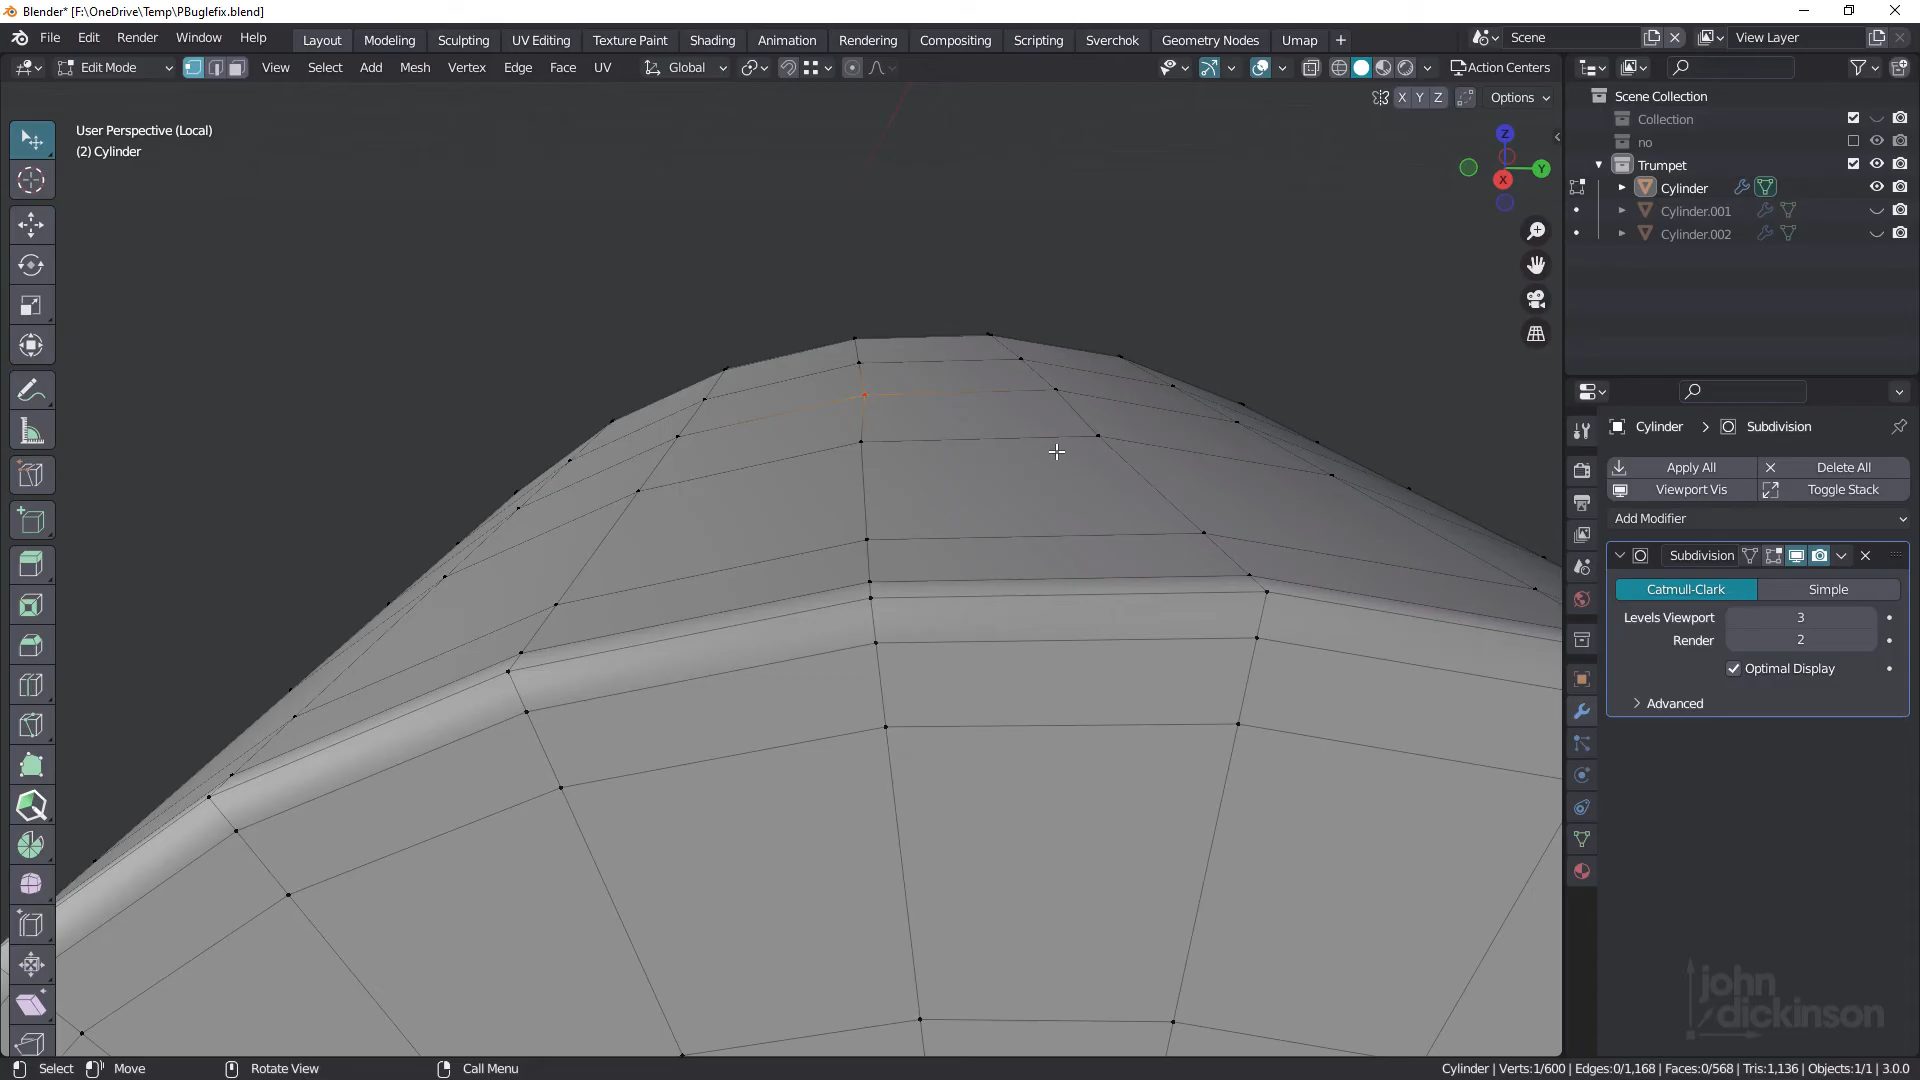 Blender* [F:\OneDrive\Temp\PBuglefix.blend]
File Edit Render Window Help Layout Modeling Sculpting UV Editing Texture Paint Shading Animation Rendering Compositing Scripting Sverchok Geometry Nodes Umap + Scene View Layer
Edit Mode View Select Add Mesh Vertex Edge Face UV Global Action Centers
X Y Z Options
User Perspective (Local)
(2) Cylinder
Z
Y
X
Scene Collection
Collection
no
Trumpet
Cylinder
Cylinder.001
Cylinder.002
Cylinder > Subdivision
Apply All Delete All
Viewport Vis Toggle Stack
Add Modifier
Subdivision
Catmull-Clark Simple
Levels Viewport 3
Render 2
Optimal Display
Advanced
john
dickinson
Select Move Rotate View Call Menu Cylinder | Verts:1/600 | Edges:0/1,168 | Faces:0/568 | Tris:1,136 | Objects:1/1 | 3.0.0